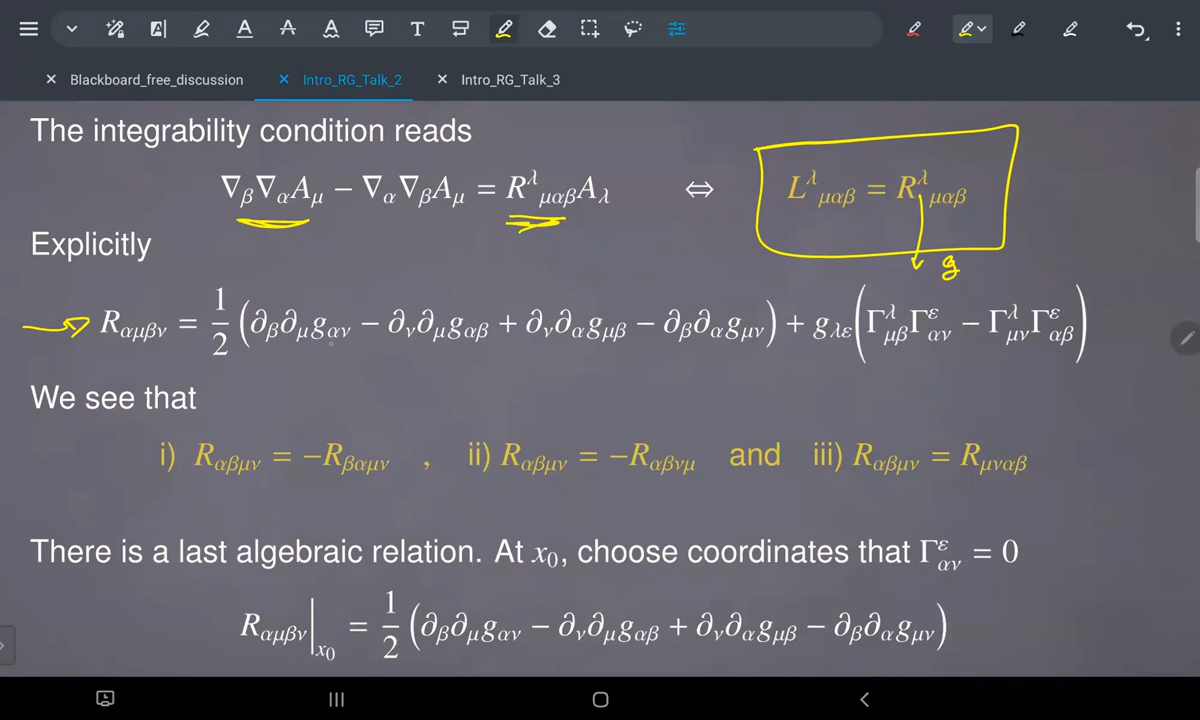 Blackboard_free_discussion Intro_RG_Talk_2 Intro_RG_Talk_3
The integrability condition reads
∇_β∇_αA_μ − ∇_α∇_βA_μ = R^λ_{μαβ}A_λ ⇔ L^λ_{μαβ} = R^λ_{μαβ}
g
Explicitly
R_{αμβν} = 1/2 (∂_β∂_μg_{αν} − ∂_ν∂_μg_{αβ} + ∂_ν∂_αg_{μβ} − ∂_β∂_αg_{μν}) + g_{λε}(Γ^λ_{μβ}Γ^ε_{αν} − Γ^λ_{μν}Γ^ε_{αβ})
We see that
i) R_{αβμν} = −R_{βαμν} , ii) R_{αβμν} = −R_{αβνμ} and iii) R_{αβμν} = R_{μναβ}
There is a last algebraic relation. At x_0, choose coordinates that Γ^ε_{αν} = 0
R_{αμβν}|_{x_0} = 1/2 (∂_β∂_μg_{αν} − ∂_ν∂_μg_{αβ} + ∂_ν∂_αg_{μβ} − ∂_β∂_αg_{μν})